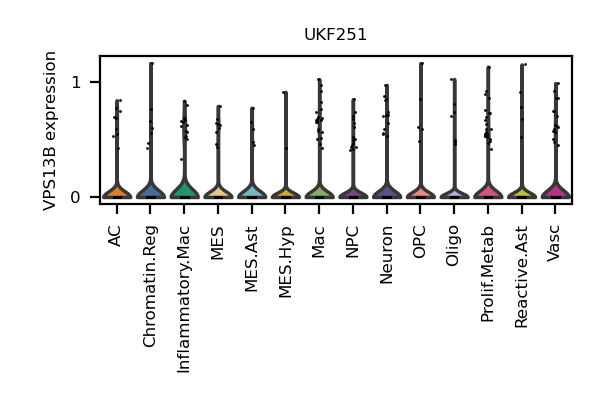 UKF251
VPS13B expression
1
0
AC
Chromatin.Reg
Inflammatory.Mac
MES
MES.Ast
MES.Hyp
Mac
NPC
Neuron
OPC
Oligo
Prolif.Metab
Reactive.Ast
Vasc